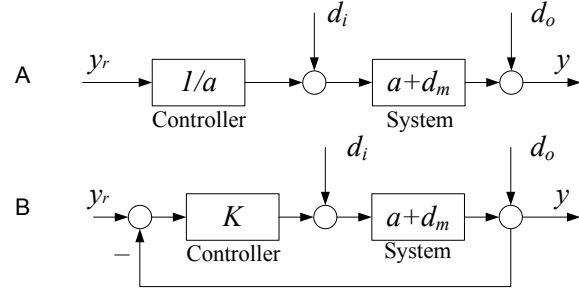 d_i d_o
A y_r 1/a a+d_m y
Controller System
d_i d_o
B y_r K a+d_m y
− Controller System